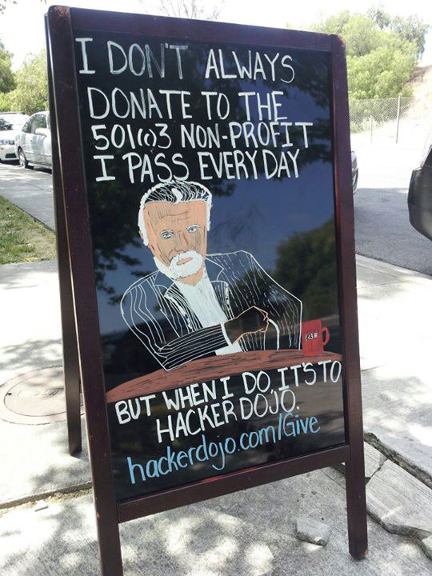 I DON'T ALWAYS
DONATE TO THE
501(c)3 NON-PROFIT
I PASS EVERY DAY
BUT WHEN I DO, IT'S TO
HACKER DOJO.
hackerdojo.com/Give